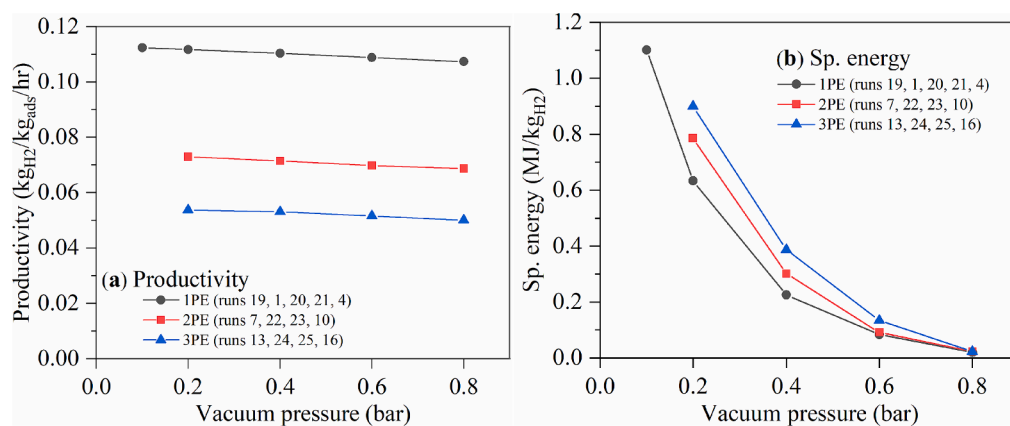 0.12
0.10
0.08
0.06
0.04
0.02
0.00
Productivity (kg_H2/kg_ads/hr)
(a) Productivity
1PE (runs 19, 1, 20, 21, 4)
2PE (runs 7, 22, 23, 10)
3PE (runs 13, 24, 25, 16)
0.0 0.2 0.4 0.6 0.8
Vacuum pressure (bar)
1.2
1.0
0.8
0.6
0.4
0.2
0.0
Sp. energy (MJ/kg_H2)
(b) Sp. energy
1PE (runs 19, 1, 20, 21, 4)
2PE (runs 7, 22, 23, 10)
3PE (runs 13, 24, 25, 16)
0.0 0.2 0.4 0.6 0.8
Vacuum pressure (bar)